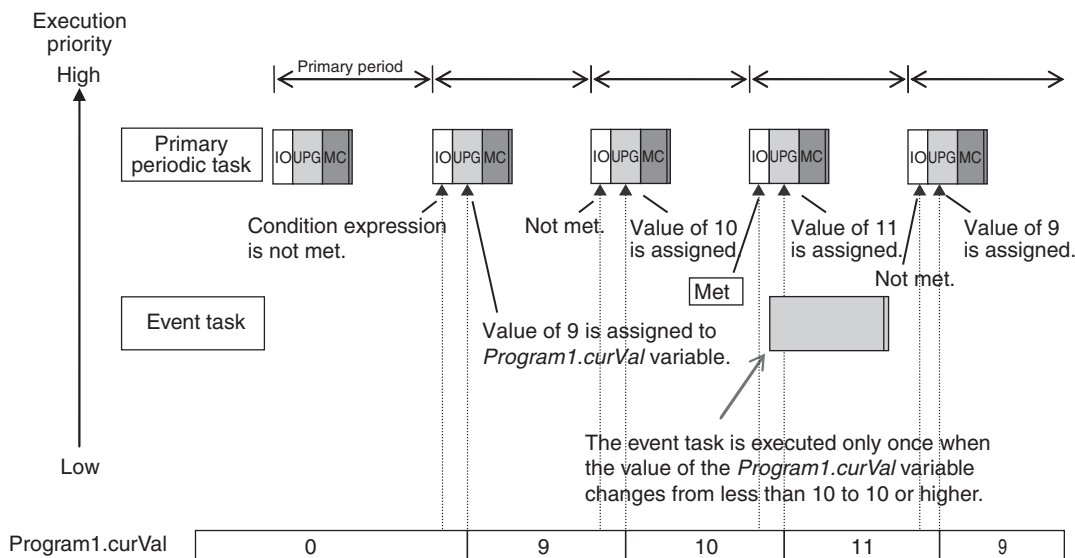 Execution
priority
High
Primary period
Primary
periodic task
IO UPG MC
IO UPG MC
IO UPG MC
IO UPG MC
IO UPG MC
Condition expression
is not met.
Not met.
Value of 10
is assigned
Value of 11
is assigned.
Value of 9
is assigned.
Not met.
Met
Event task
Value of 9 is assigned to
Program1.curVal variable.
The event task is executed only once when
the value of the Program1.curVal variable
changes from less than 10 to 10 or higher.
Low
Program1.curVal 0 9 10 11 9